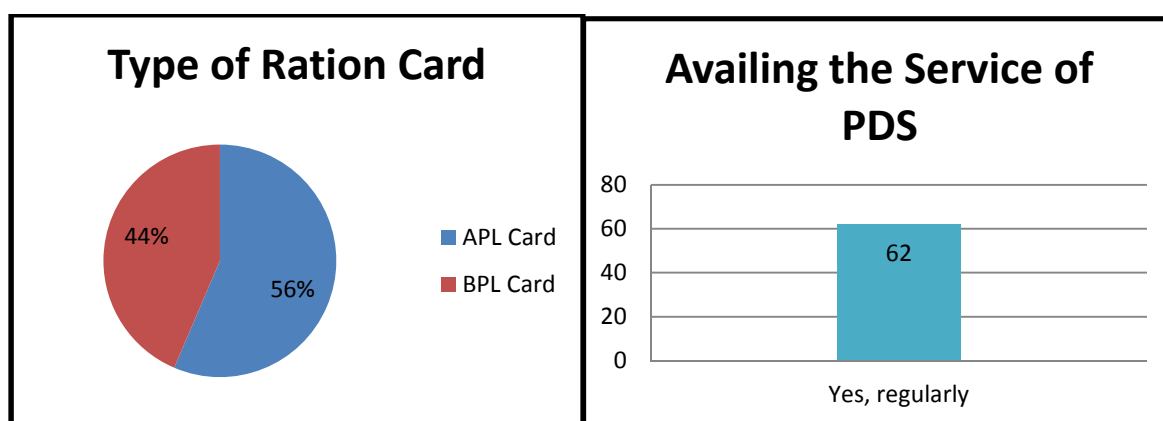 Type of Ration Card
44%
56%
APL Card
BPL Card
Availing the Service of
PDS
80
60
40
20
0
62
Yes, regularly